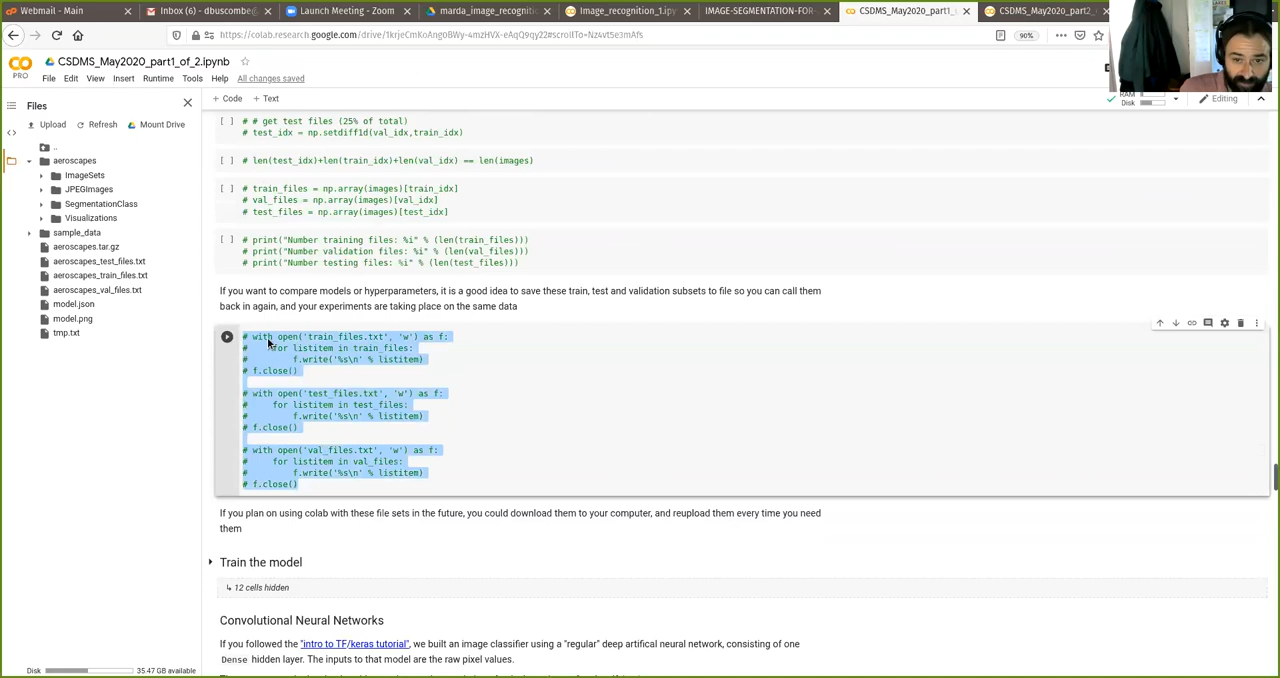 Webmail - Main
Inbox (1) - dbuscombe
Launch Meeting - Zoom
marda_image_recogniti
Image_recognition_1.ipy
IMAGE-SEGMENTATION-FOR
CSDMS_May2020_part1_
CSDMS_May2020_part2_
90%
CO
PRO
CSDMS_May2020_part1_of_2.ipynb
File Edit View Insert Runtime Tools Help All changes saved
+ Code + Text
RAM
Disk
Editing
Files
Upload Refresh Mount Drive
..
aeroscapes
ImageSets
JPEGImages
SegmentationClass
Visualizations
sample_data
aeroscapes.tar.gz
aeroscapes_test_files.txt
aeroscapes_train_files.txt
aeroscapes_val_files.txt
model.json
model.png
tmp.txt
Disk 35.47 GB available
[ ] # # get test files (25% of total)
# test_idx = np.setdiff1d(val_idx,train_idx)
[ ] # len(test_idx)+len(train_idx)+len(val_idx) == len(images)
[ ] # train_files = np.array(images)[train_idx]
# val_files = np.array(images)[val_idx]
# test_files = np.array(images)[test_idx]
[ ] # print("Number training files: %i" % (len(train_files)))
# print("Number validation files: %i" % (len(val_files)))
# print("Number testing files: %i" % (len(test_files)))
If you want to compare models or hyperparameters, it is a good idea to save these train, test and validation subsets to file so you can call them
back in again, and your experiments are taking place on the same data
# with open('train_files.txt', 'w') as f:
#     for listitem in train_files:
#         f.write('%s\n' % listitem)
# f.close()
# with open('test_files.txt', 'w') as f:
#     for listitem in test_files:
#         f.write('%s\n' % listitem)
# f.close()
# with open('val_files.txt', 'w') as f:
#     for listitem in val_files:
#         f.write('%s\n' % listitem)
# f.close()
If you plan on using colab with these file sets in the future, you could download them to your computer, and reupload them every time you need
them
Train the model
↳ 12 cells hidden
Convolutional Neural Networks
If you followed the "intro to TF/keras tutorial", we built an image classifier using a "regular" deep artifical neural network, consisting of one
Dense hidden layer. The inputs to that model are the raw pixel values.